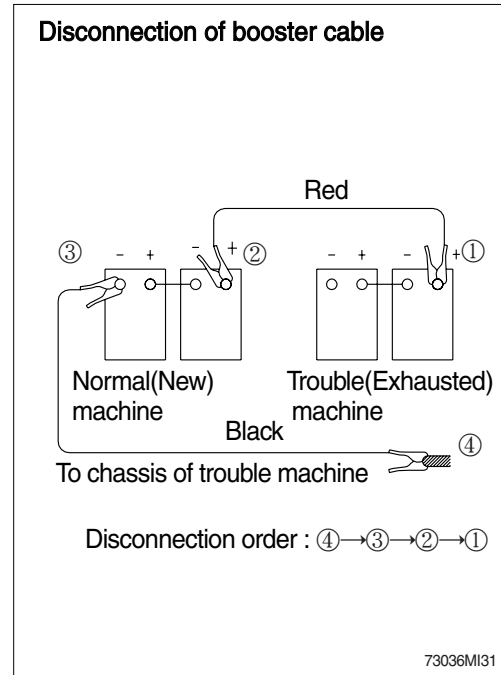 Disconnection of booster cable
Red
③ - + - + ② - + - + ①
Normal(New)
machine
Trouble(Exhausted)
machine
Black
④
To chassis of trouble machine
Disconnection order : ④→③→②→①
73036MI31